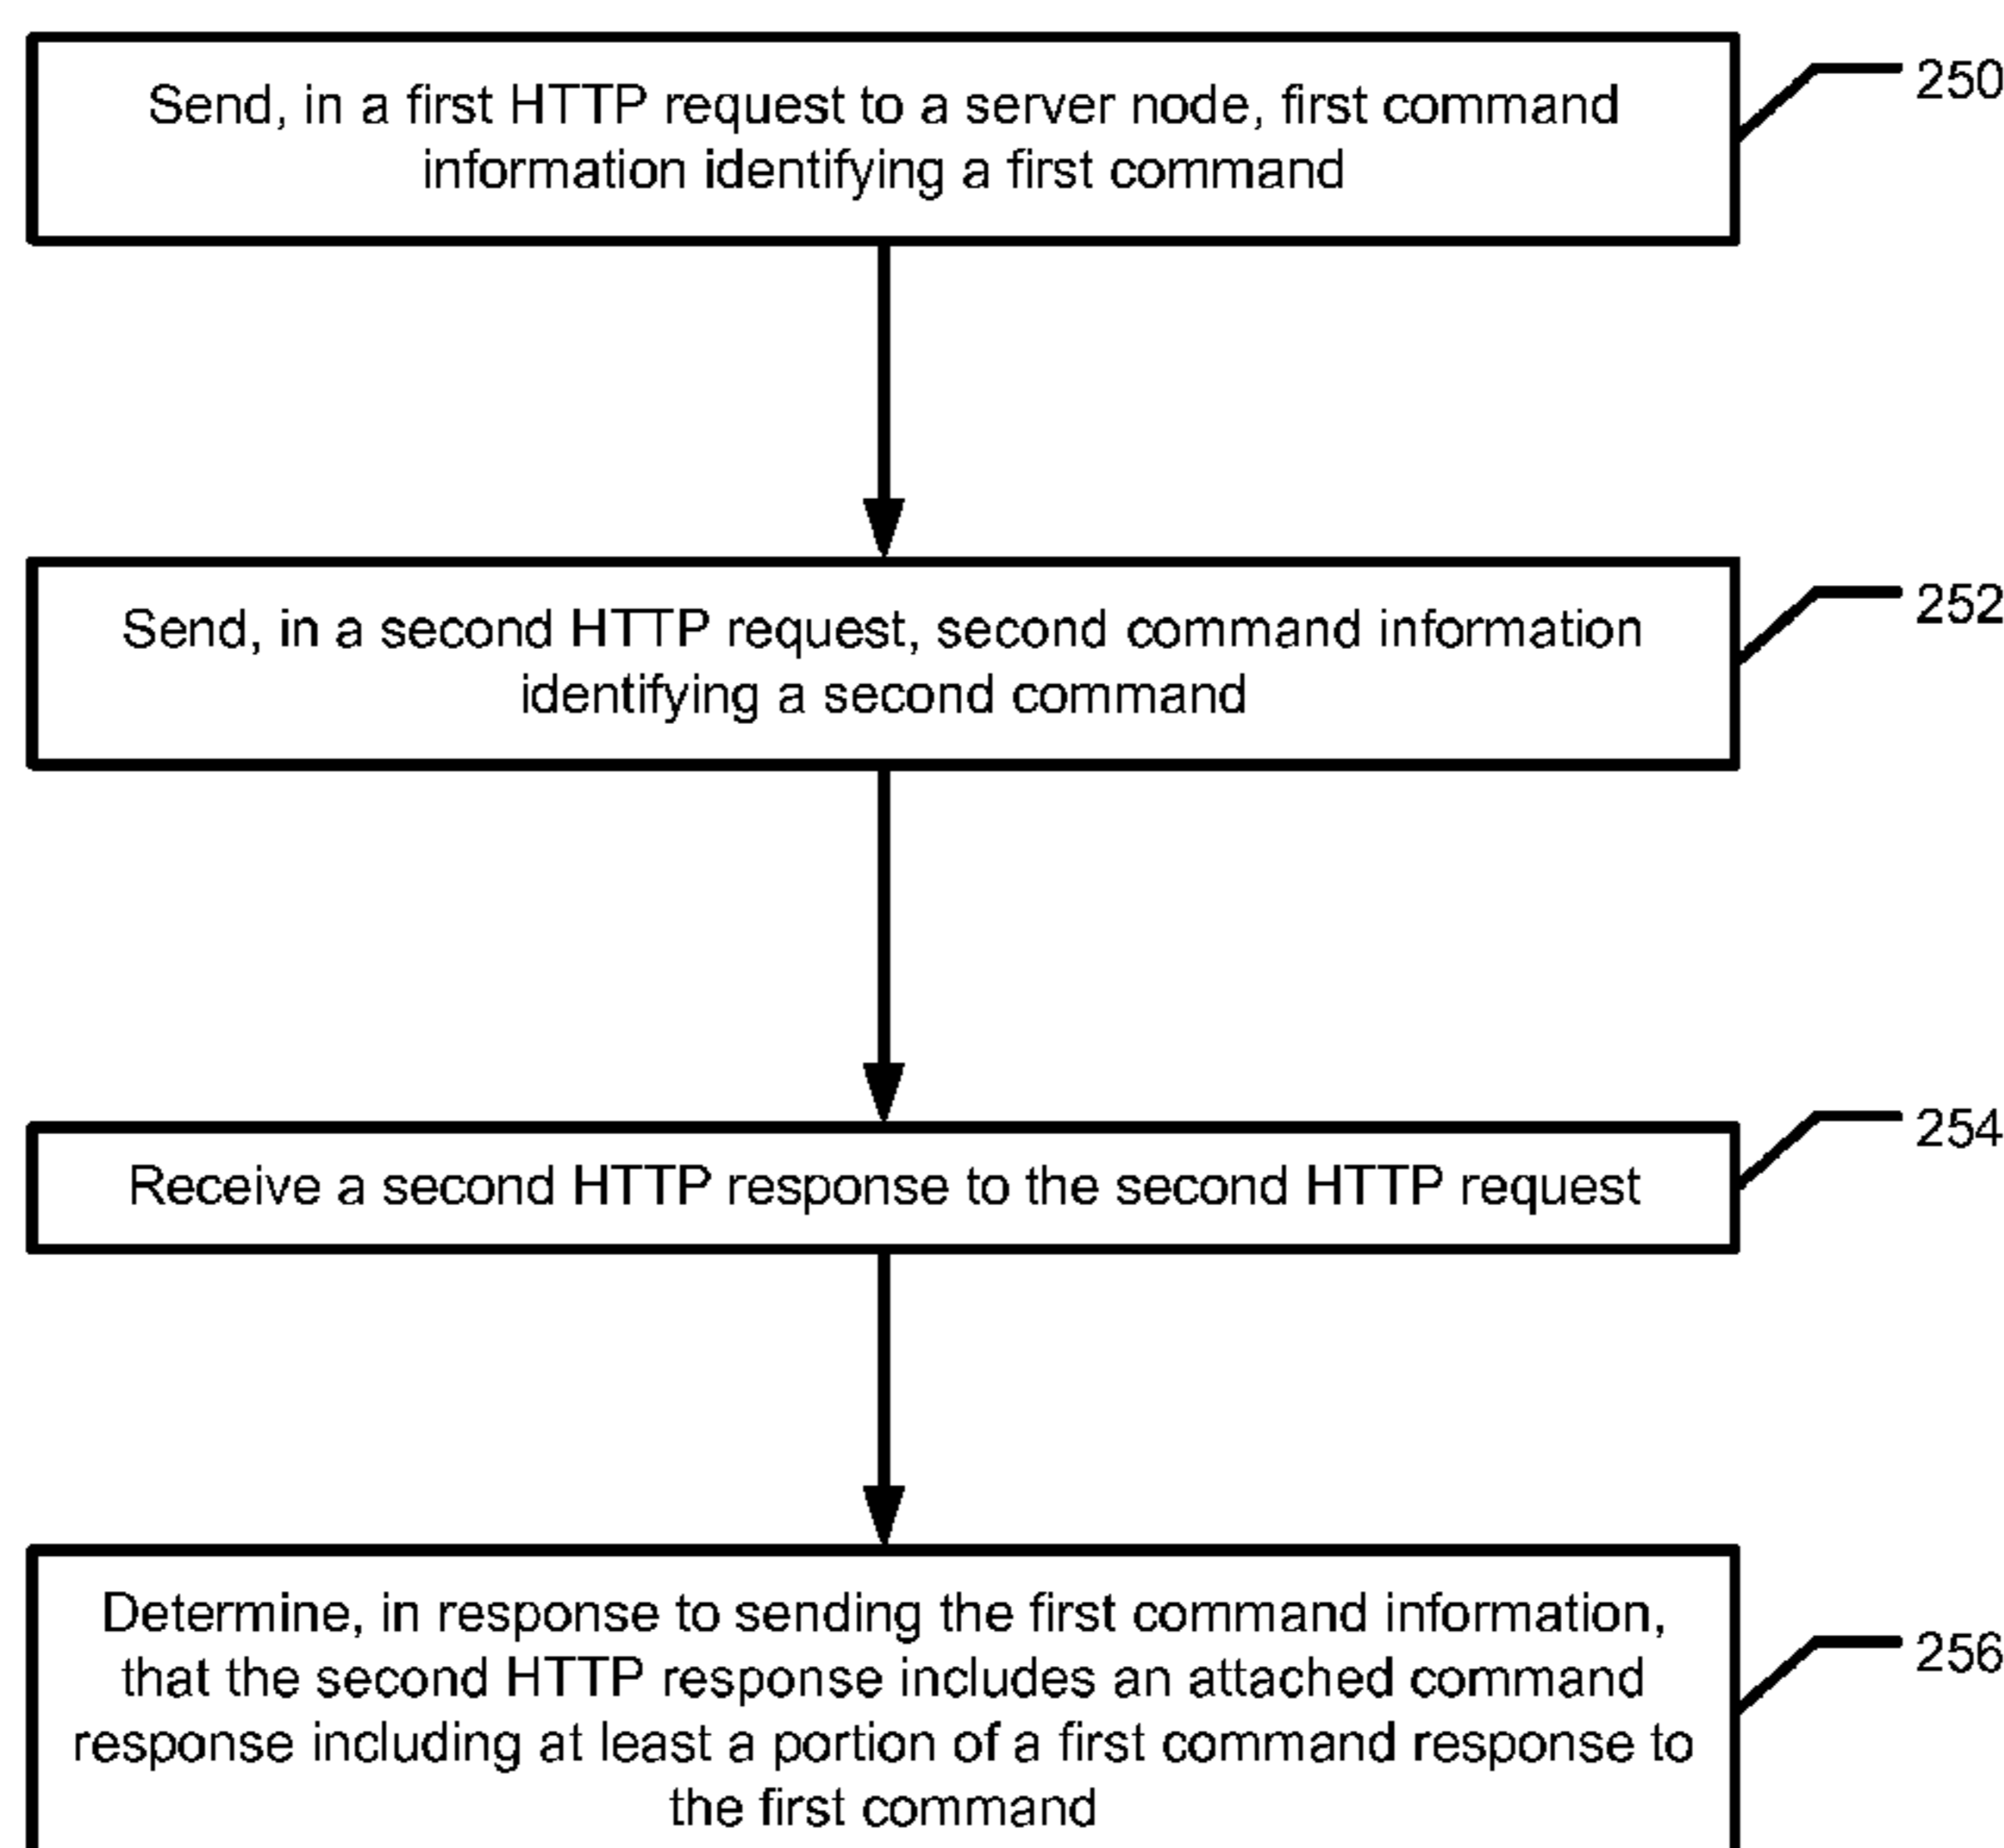 Send, in a first HTTP request to a server node, first command
information identifying a first command
250
Send, in a second HTTP request, second command information
identifying a second command
252
Receive a second HTTP response to the second HTTP request
254
Determine, in response to sending the first command information,
that the second HTTP response includes an attached command
response including at least a portion of a first command response to
the first command
256